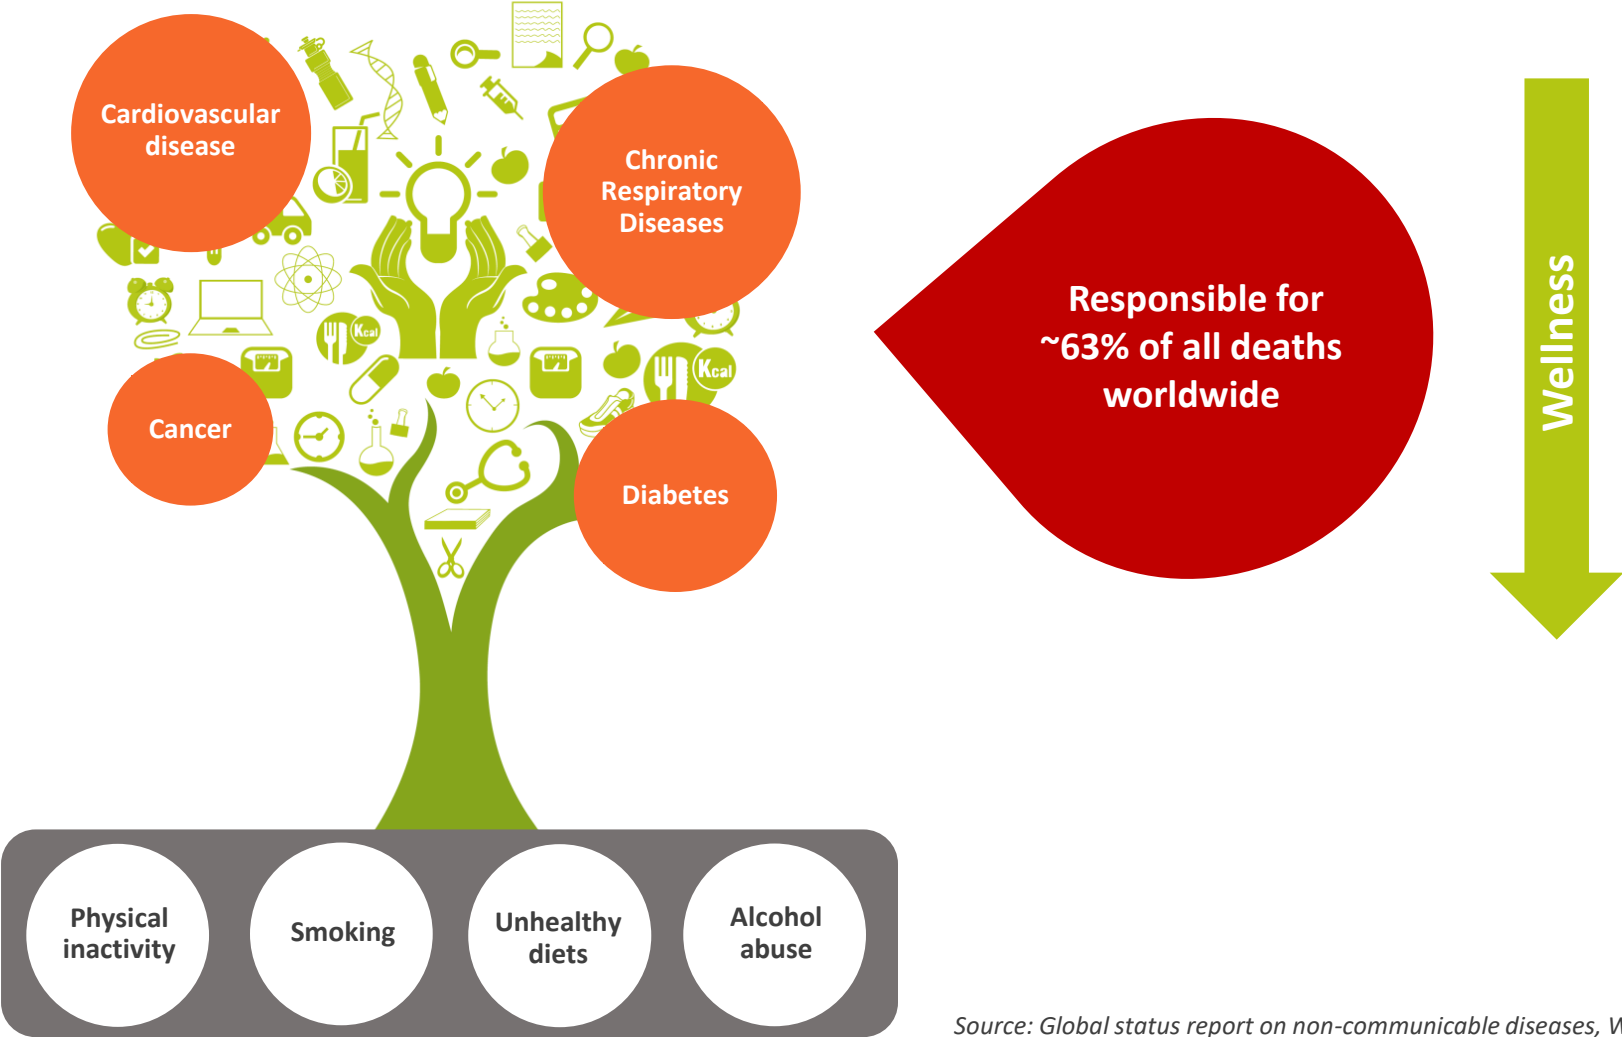 Cardiovascular
disease
Chronic
Respiratory
Diseases
Kcal
Kcal
Cancer
Diabetes
Responsible for
~63% of all deaths
worldwide
Wellness
Physical
inactivity
Smoking
Unhealthy
diets
Alcohol
abuse
Source: Global status report on non-communicable diseases, W